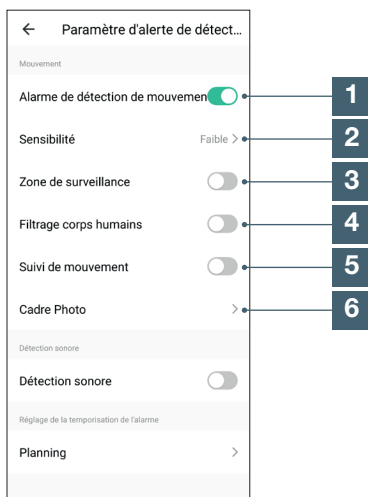 Paramètre d'alerte de détect...
Mouvement
Alarme de détection de mouvemen
1
Sensibilité
Faible
2
Zone de surveillance
3
Filtrage corps humains
4
Suivi de mouvement
5
Cadre Photo
6
Détection sonore
Détection sonore
Réglage de la temporisation de l'alarme
Planning